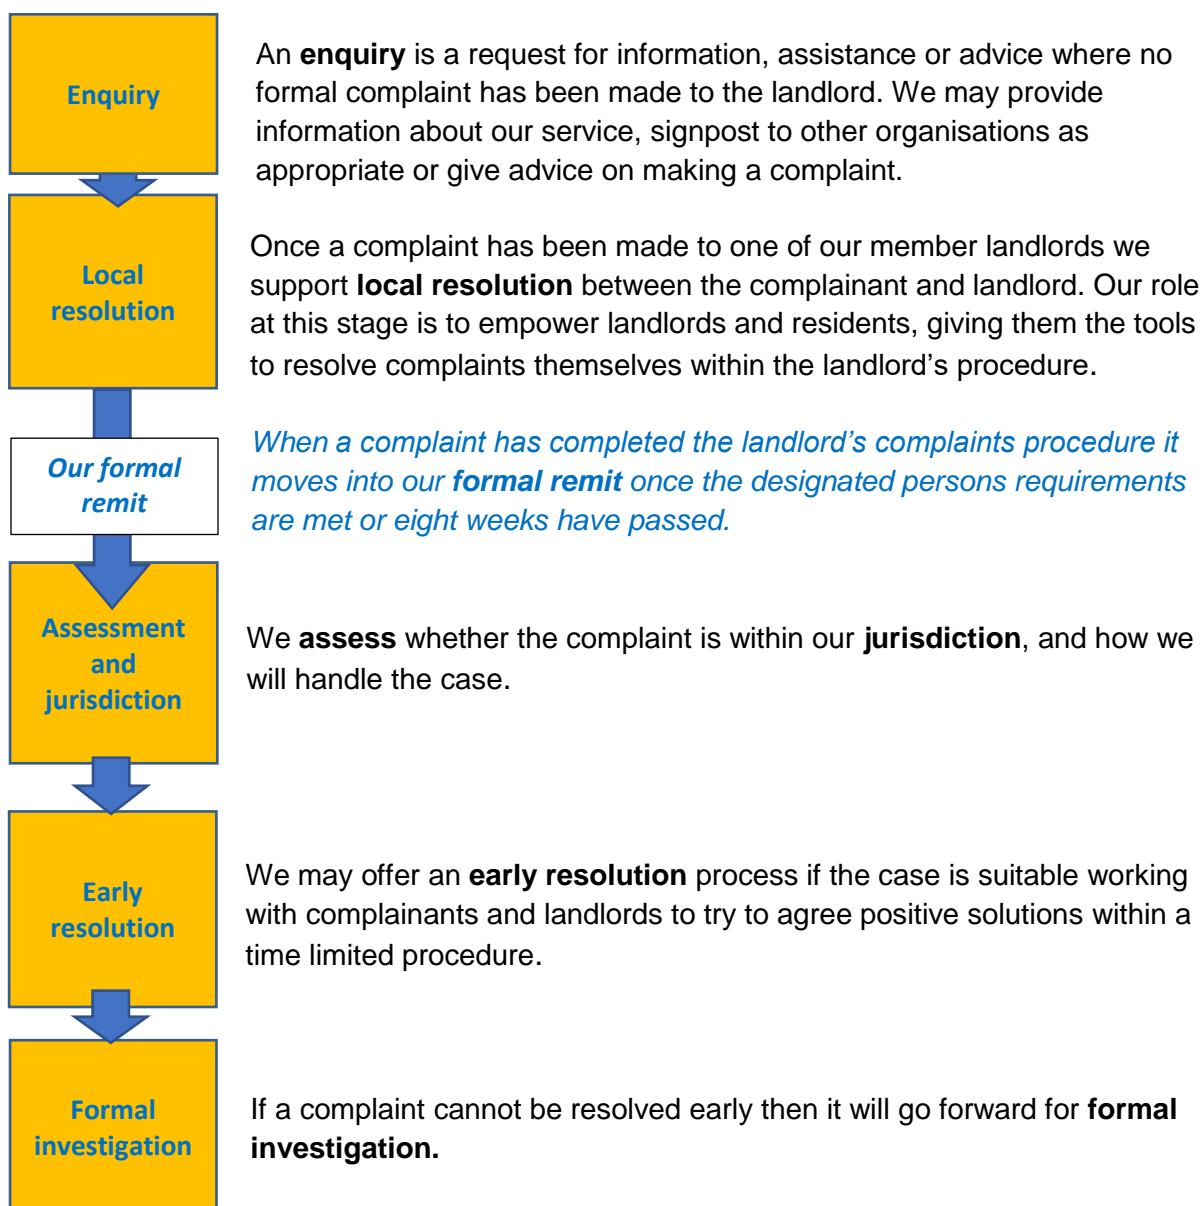 Enquiry
An enquiry is a request for information, assistance or advice where no
formal complaint has been made to the landlord. We may provide
information about our service, signpost to other organisations as
appropriate or give advice on making a complaint.
Local
resolution
Once a complaint has been made to one of our member landlords we
support local resolution between the complainant and landlord. Our role
at this stage is to empower landlords and residents, giving them the tools
to resolve complaints themselves within the landlord’s procedure.
Our formal
remit
When a complaint has completed the landlord’s complaints procedure it
moves into our formal remit once the designated persons requirements
are met or eight weeks have passed.
Assessment
and
jurisdiction
We assess whether the complaint is within our jurisdiction, and how we
will handle the case.
Early
resolution
We may offer an early resolution process if the case is suitable working
with complainants and landlords to try to agree positive solutions within a
time limited procedure.
Formal
investigation
If a complaint cannot be resolved early then it will go forward for formal
investigation.